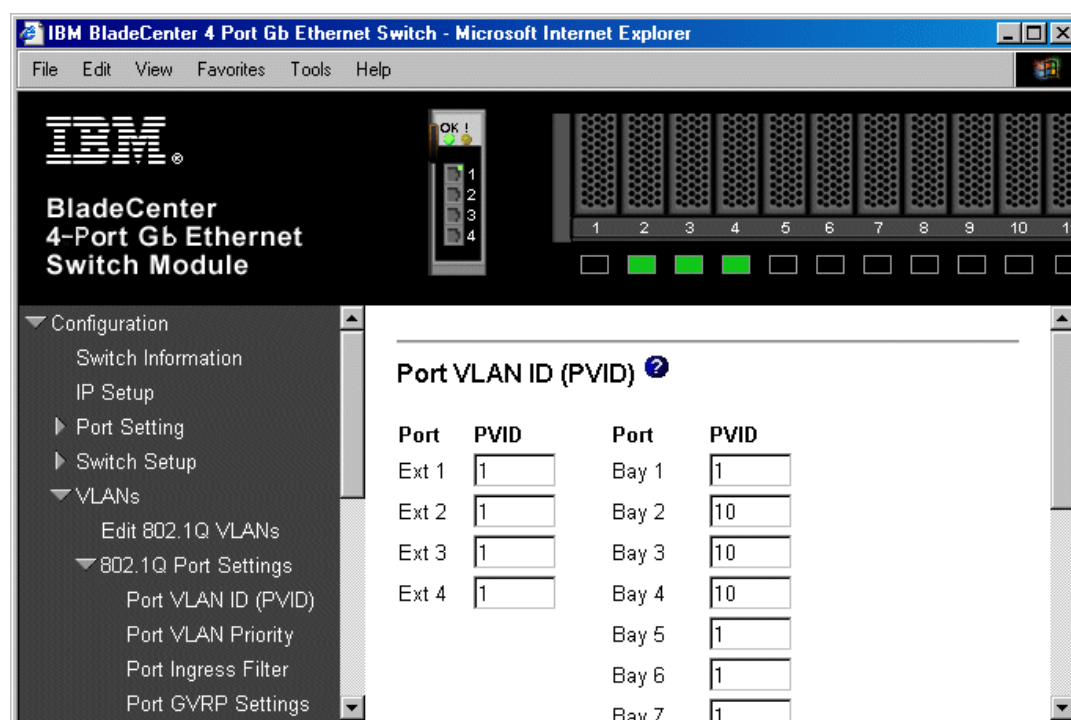 IBM BladeCenter 4 Port Gb Ethernet Switch - Microsoft Internet Explorer
File Edit View Favorites Tools Help
IBM®
BladeCenter
4-Port Gb Ethernet
Switch Module
OK !
1
2
3
4
1 2 3 4 5 6 7 8 9 10 1
Configuration
Switch Information
IP Setup
Port Setting
Switch Setup
VLANs
Edit 802.1Q VLANs
802.1Q Port Settings
Port VLAN ID (PVID)
Port VLAN Priority
Port Ingress Filter
Port GVRP Settings
Port VLAN ID (PVID) ?
Port PVID Port PVID
Ext 1 1 Bay 1 1
Ext 2 1 Bay 2 10
Ext 3 1 Bay 3 10
Ext 4 1 Bay 4 10
Bay 5 1
Bay 6 1
Bay 7 1